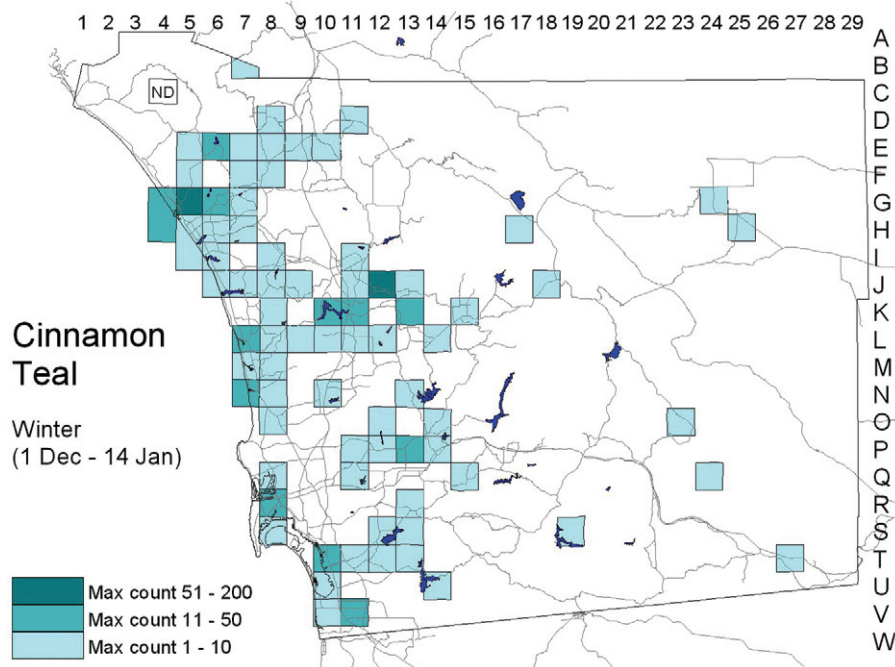 1 2 3 4 5 6 7 8 9 10 11 12 13 14 15 16 17 18 19 20 21 22 23 24 25 26 27 28 29
A
B
C
ND
D
E
F
G
H
I
J
K
Cinnamon
L
Teal
M
N
Winter
O
(1 Dec - 14 Jan)
P
Q
R
S
T
Max count 51 - 200
U
Max count 11 - 50
V
Max count 1 - 10
W